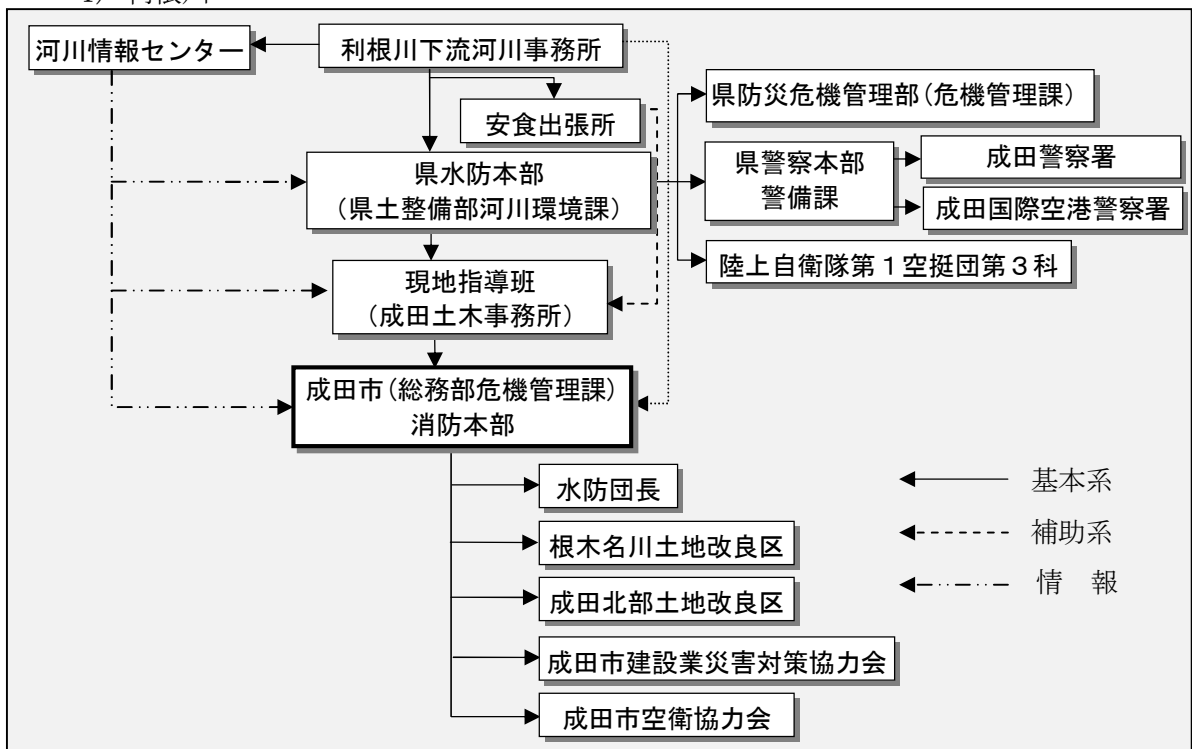 河川情報センター
利根川下流河川事務所
安食出張所
県防災危機管理部(危機管理課)
県水防本部
(県土整備部河川環境課)
県警察本部
警備課
成田警察署
成田国際空港警察署
陸上自衛隊第１空挺団第３科
現地指導班
(成田土木事務所)
成田市(総務部危機管理課)
消防本部
水防団長
根木名川土地改良区
成田北部土地改良区
成田市建設業災害対策協力会
成田市空衛協力会
基本系
補助系
情　報